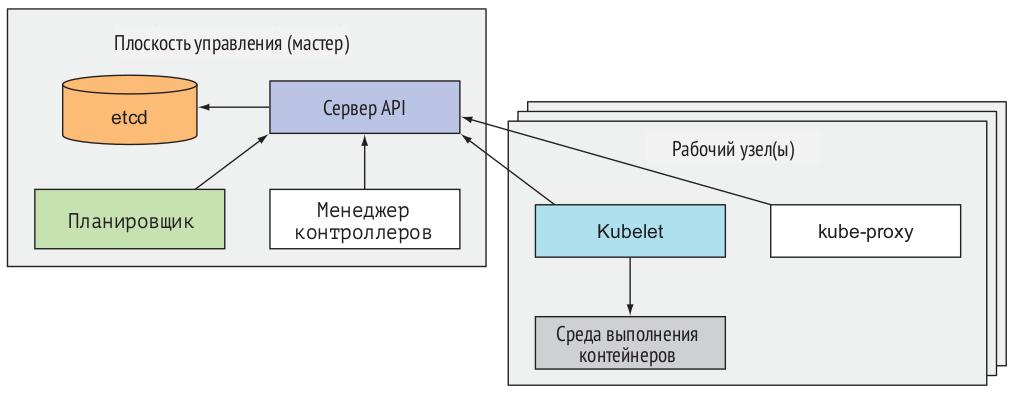 Плоскость управления (мастер)
etcd
Сервер API
Планировщик
Менеджер
контроллеров
Рабочий узел(ы)
Kubelet
kube-proxy
Среда выполнения
контейнеров